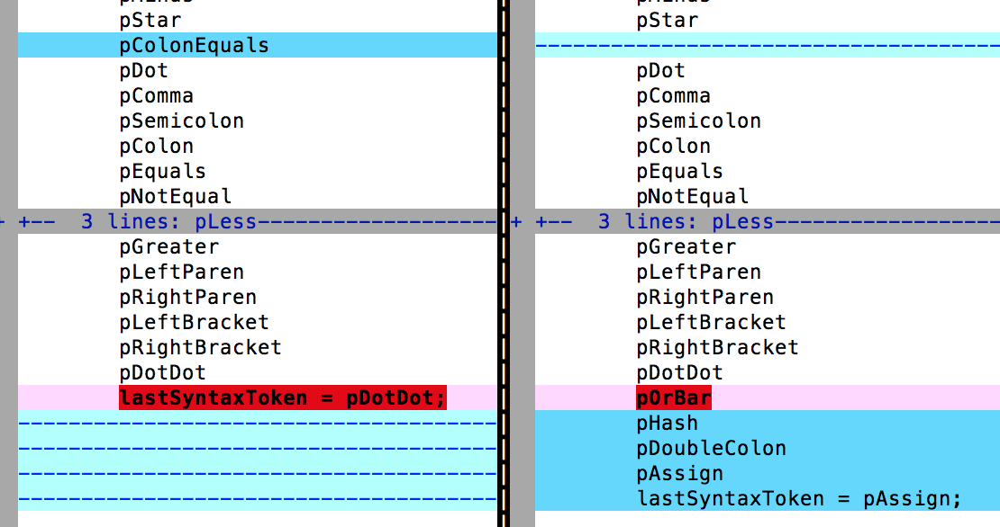 pStar
pColonEquals
pDot
pComma
pSemicolon
pColon
pEquals
pNotEqual
+ +-- 3 lines: pLess-------------------
pGreater
pLeftParen
pRightParen
pLeftBracket
pRightBracket
pDotDot
lastSyntaxToken = pDotDot;
pStar
pDot
pComma
pSemicolon
pColon
pEquals
pNotEqual
+ +-- 3 lines: pLess------------------
pGreater
pLeftParen
pRightParen
pLeftBracket
pRightBracket
pDotDot
pOrBar
pHash
pDoubleColon
pAssign
lastSyntaxToken = pAssign;